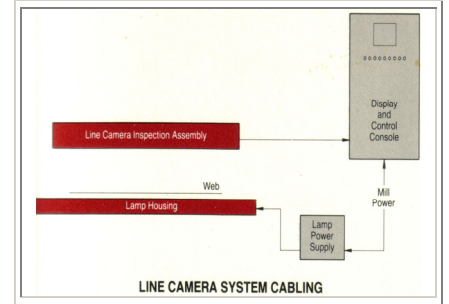 Display
and
Control
Console
Line Camera Inspection Assembly
Web
Lamp Housing
Mill
Power
Lamp
Power
Supply
LINE CAMERA SYSTEM CABLING